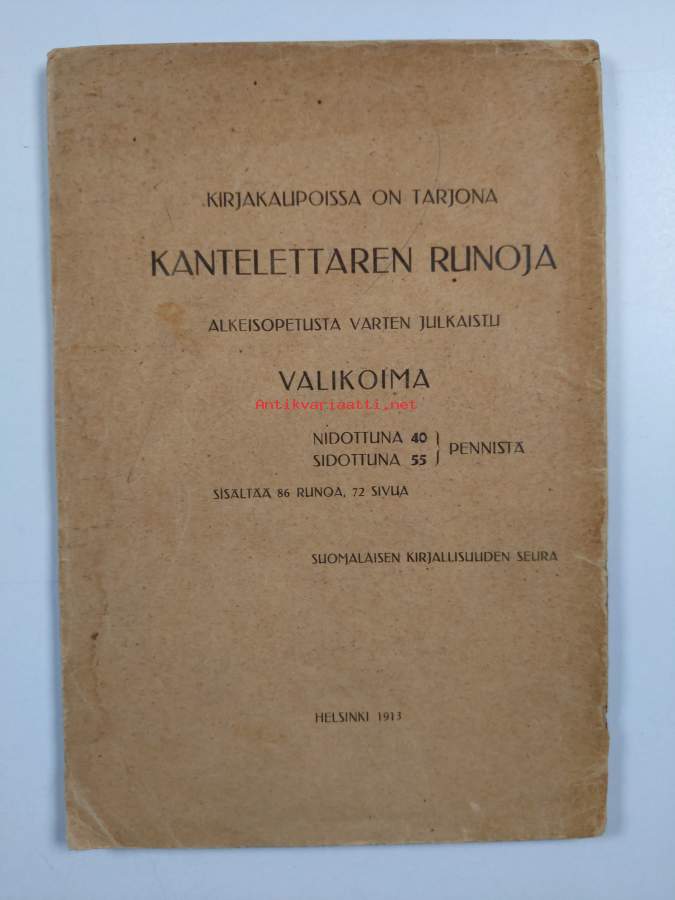 KIRJAKAUPOISSA ON TARJONA
KANTELETTAREN RUNOJA
ALKEISOPETUSTA VARTEN JULKAISTU
VALIKOIMA
Antikvariaatti.net
NIDOTTUNA 40
SIDOTTUNA 55 } PENNISTÄ
SISÄLTÄÄ 86 RUNOA, 72 SIVUA
SUOMALAISEN KIRJALLISUUDEN SEURA
HELSINKI 1913